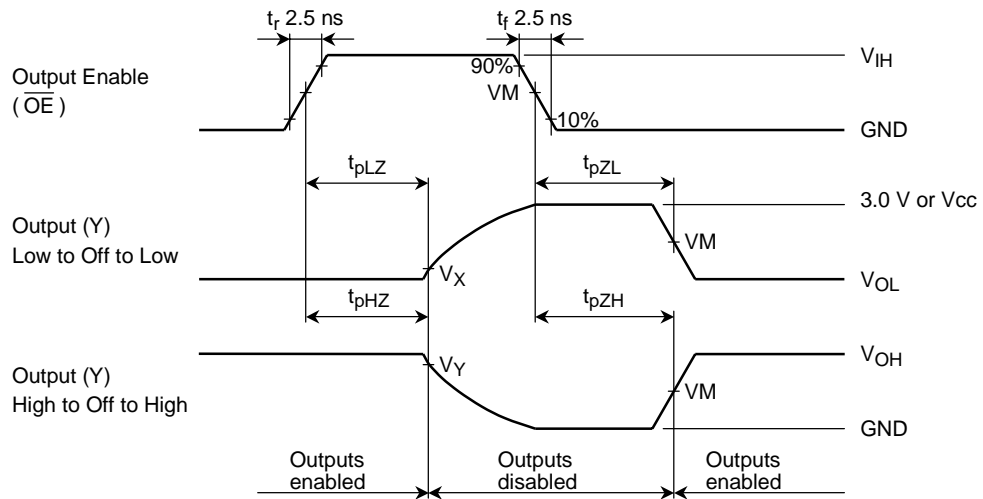 tr 2.5 ns
tf 2.5 ns
Output Enable
( OE )
90%
VM
10%
VIH
GND
tpLZ
tpZL
3.0 V or Vcc
Output (Y)
Low to Off to Low
VX
VM
VOL
tpHZ
tpZH
VOH
Output (Y)
High to Off to High
VY
VM
GND
Outputs
enabled
Outputs
disabled
Outputs
enabled